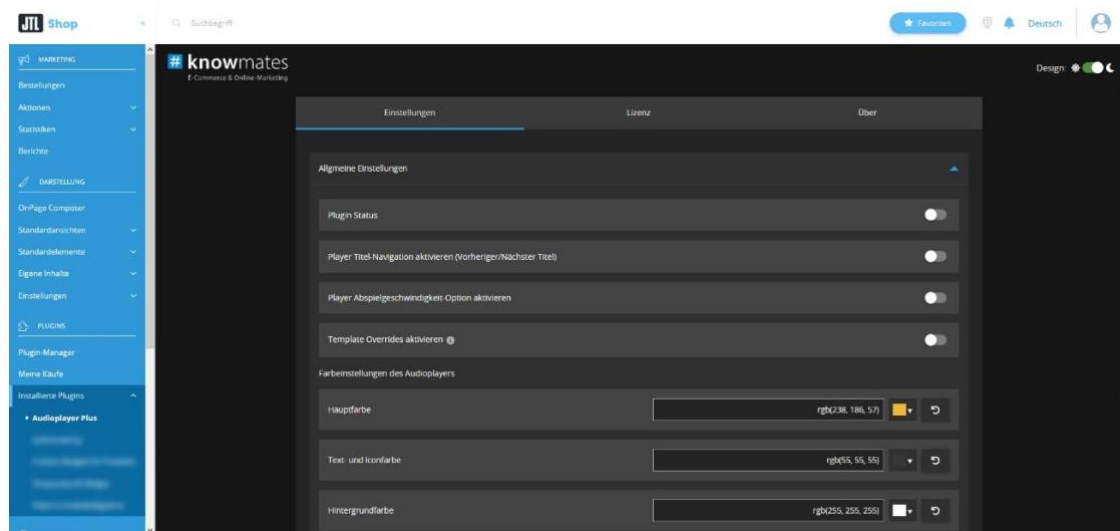 JTL Shop
Suchbegriff
Favoriten
Deutsch
MARKETING
Bestellungen
Aktionen
Statistiken
Berichte
DARSTELLUNG
OnPage Composer
Standardansichten
Standardelemente
Eigene Inhalte
Einstellungen
PLUGINS
Plugin-Manager
Meine Käufe
Installierte Plugins
Audioplayer Plus
# knowmates
E-Commerce & Online-Marketing
Design:
Einstellungen Lizenz Über
Allgmeine Einstellungen
Plugin Status
Player Titel-Navigation aktivieren (Vorheriger/Nächster Titel)
Player Abspielgeschwindigkeit-Option aktivieren
Template Overrides aktivieren
Farbeinstellungen des Audioplayers
Hauptfarbe rgb(238, 186, 57)
Text- und Iconfarbe rgb(55, 55, 55)
Hintergrundfarbe rgb(255, 255, 255)